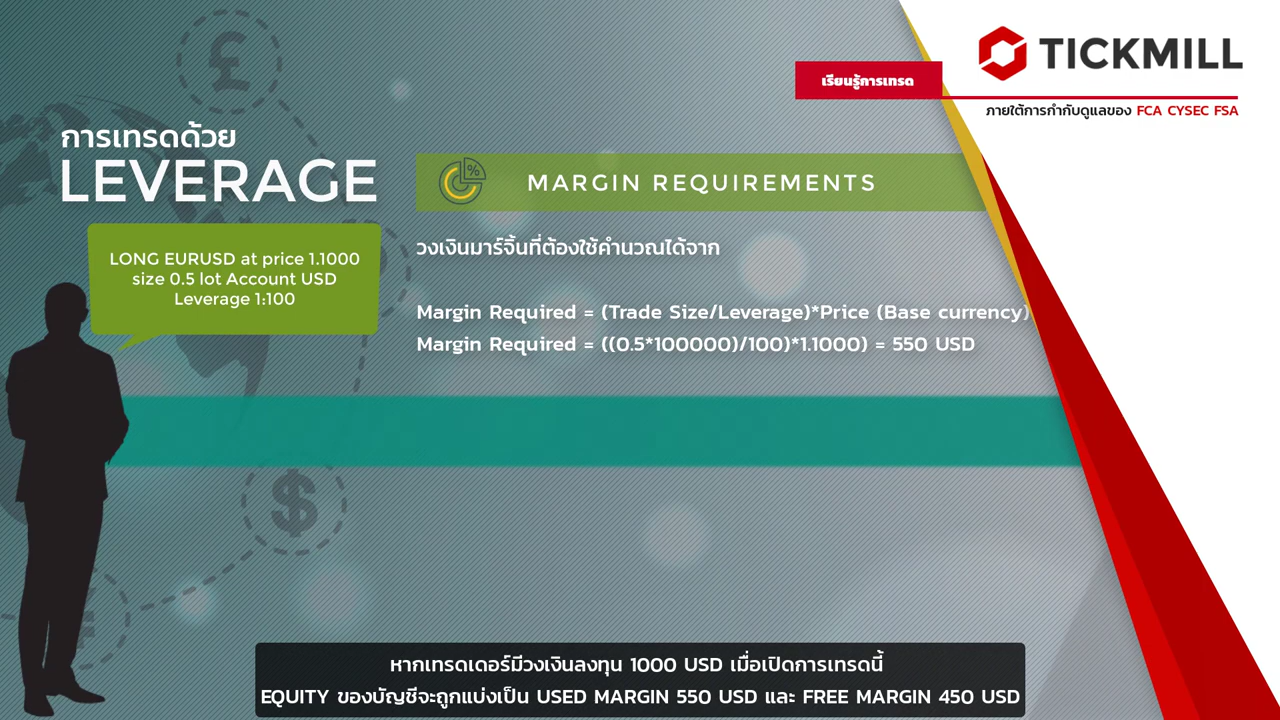 TICKMILL
เรียนรู้การเทรด
ภายใต้การกำกับดูแลของ FCA CYSEC FSA
การเทรดด้วย
LEVERAGE
LONG EURUSD at price 1.1000
size 0.5 lot Account USD
Leverage 1:100
MARGIN REQUIREMENTS
วงเงินมาร์จิ้นที่ต้องใช้คำนวณได้จาก
Margin Required = (Trade Size/Leverage)*Price (Base currency)
Margin Required = ((0.5*100000)/100)*1.1000) = 550 USD
หากเทรดเดอร์มีวงเงินลงทุน 1000 USD เมื่อเปิดการเทรดนี้
EQUITY ของบัญชีจะถูกแบ่งเป็น USED MARGIN 550 USD และ FREE MARGIN 450 USD